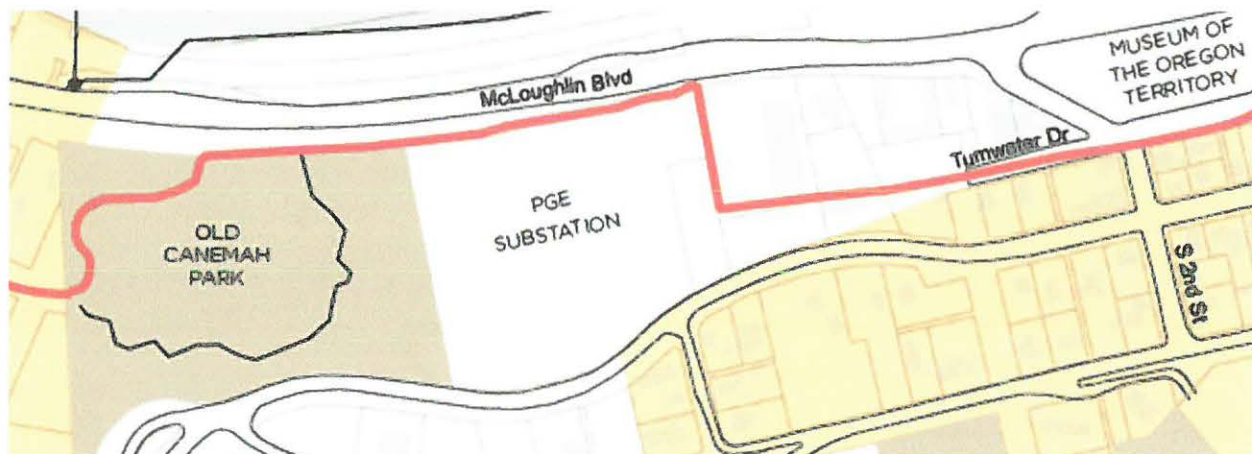 MUSEUM OF
THE OREGON
TERRITORY
McLoughlin Blvd
Tumwater Dr
PGE
SUBSTATION
OLD
CANEMAH
PARK
S 2nd St